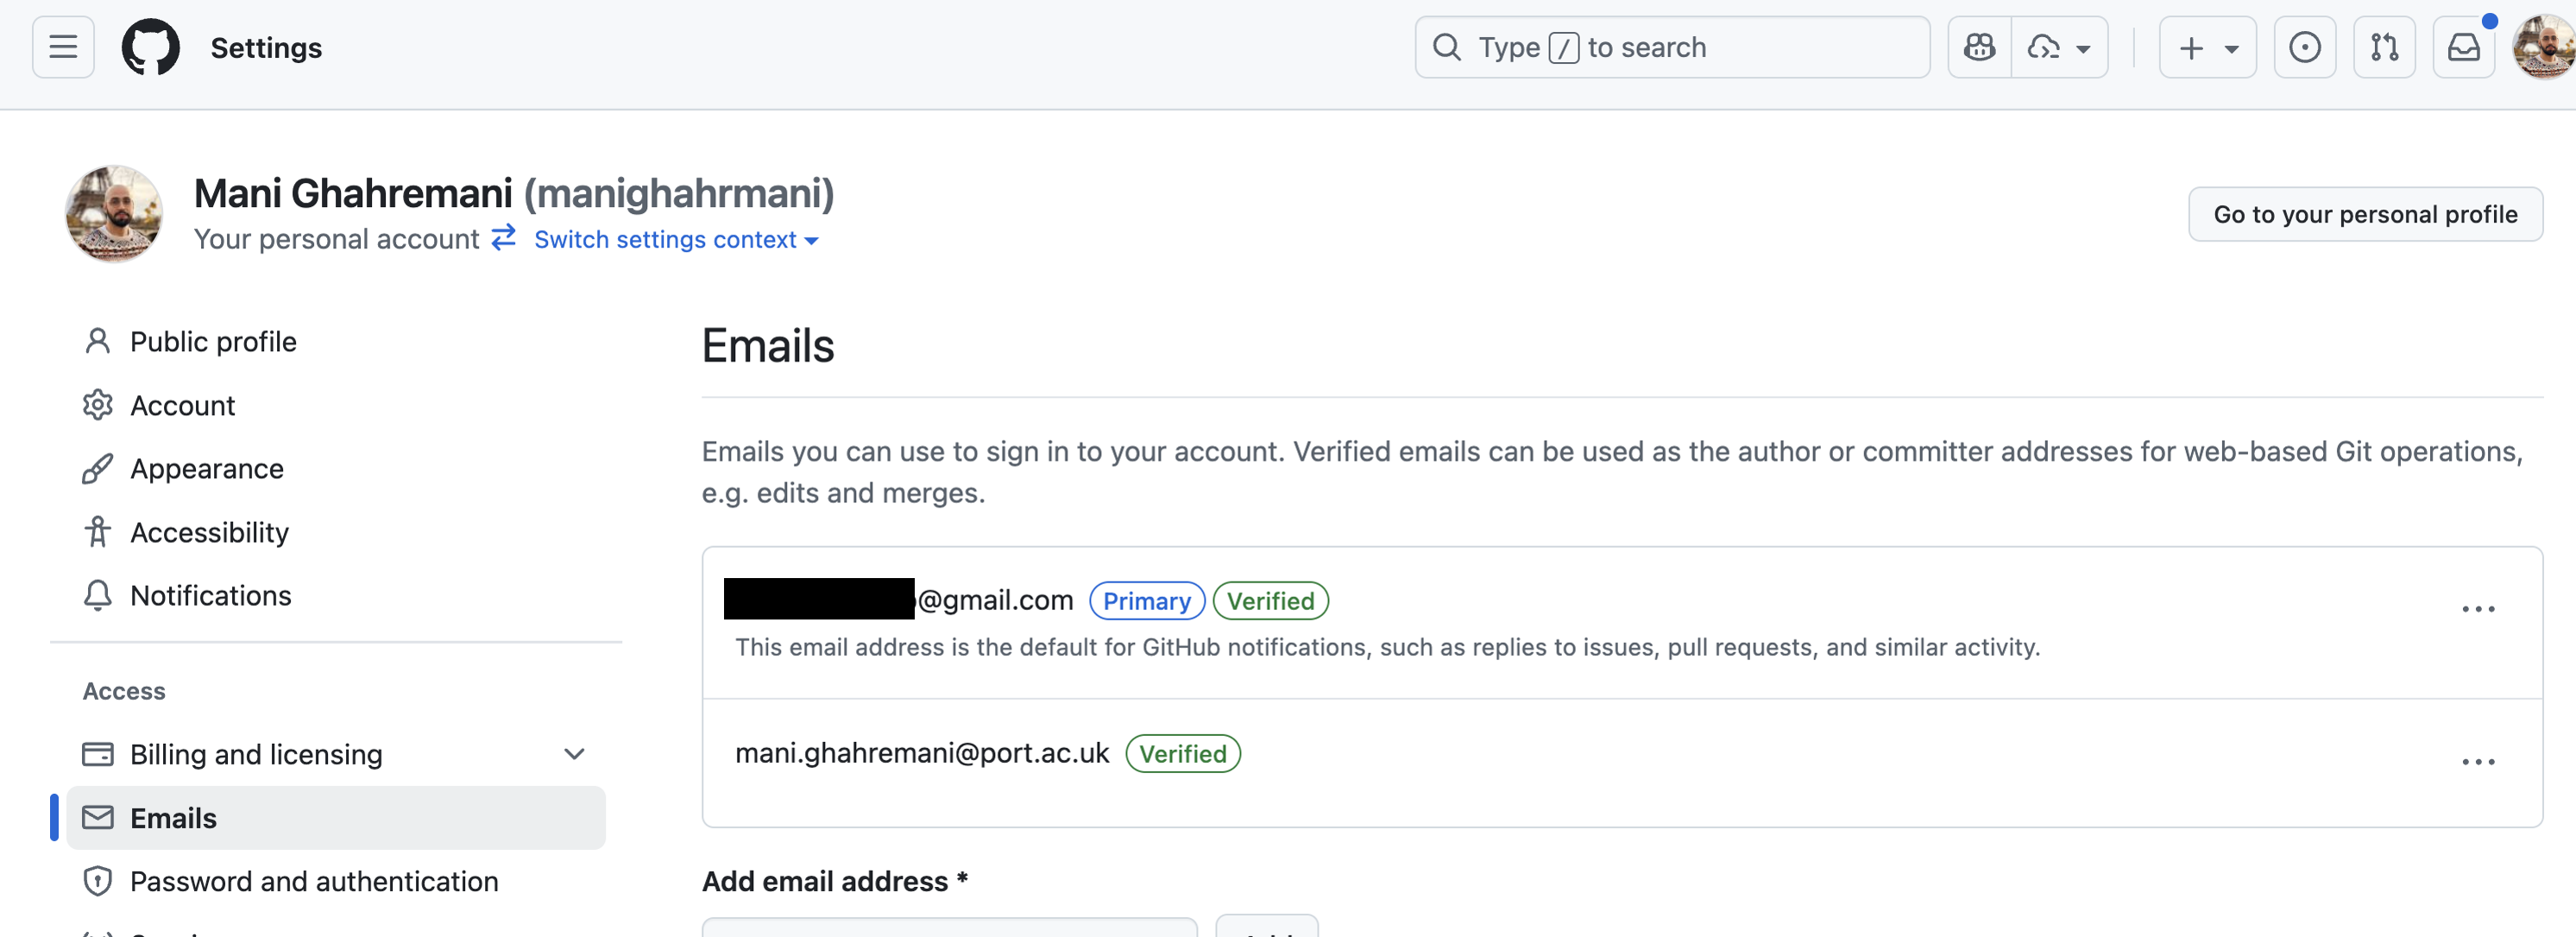 Settings
Type / to search
Mani Ghahremani (manighahrmani)
Your personal account Switch settings context
Go to your personal profile
Public profile
Account
Appearance
Accessibility
Notifications
Access
Billing and licensing
Emails
Password and authentication
Emails
Emails you can use to sign in to your account. Verified emails can be used as the author or committer addresses for web-based Git operations,
e.g. edits and merges.
@gmail.com Primary Verified
This email address is the default for GitHub notifications, such as replies to issues, pull requests, and similar activity.
mani.ghahremani@port.ac.uk Verified
Add email address *